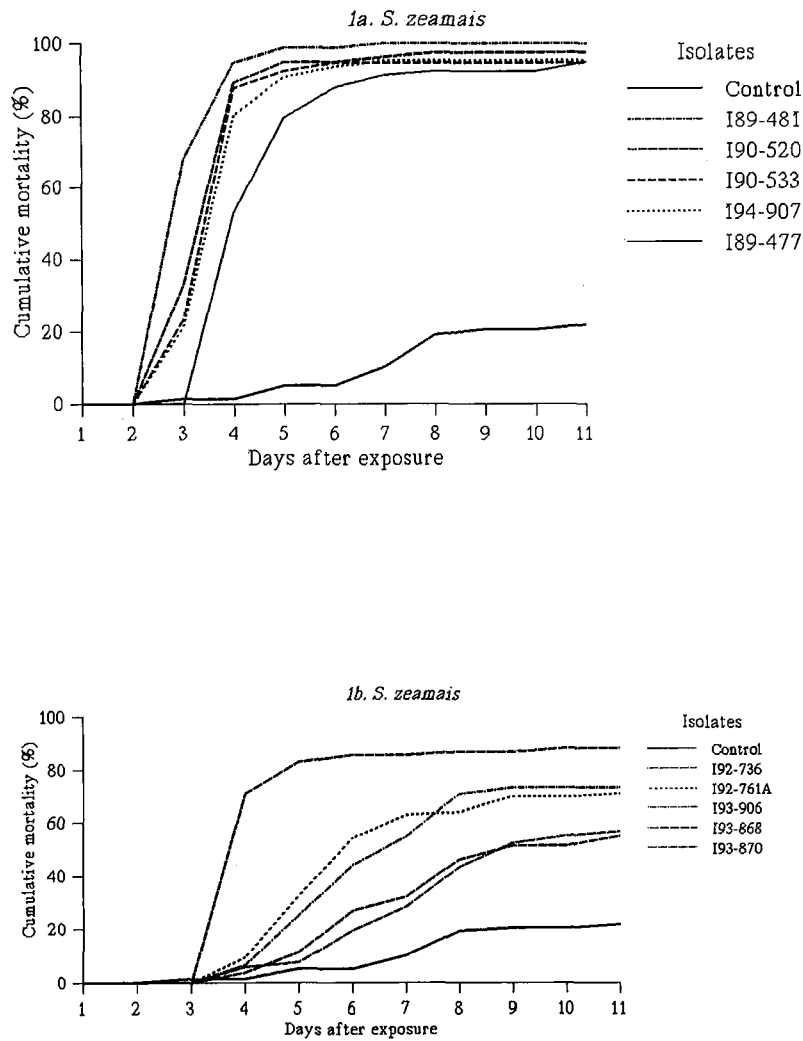 1a. S. zeamais
Cumulative mortality (%)
100
80
60
40
20
0
1 2 3 4 5 6 7 8 9 10 11
Days after exposure
Isolates
Control
I89-481
I90-520
I90-533
I94-907
I89-477
1b. S. zeamais
Cumulative mortality (%)
100
80
60
40
20
0
1 2 3 4 5 6 7 8 9 10 11
Days after exposure
Isolates
Control
I92-736
I92-761A
I93-906
I93-868
I93-870